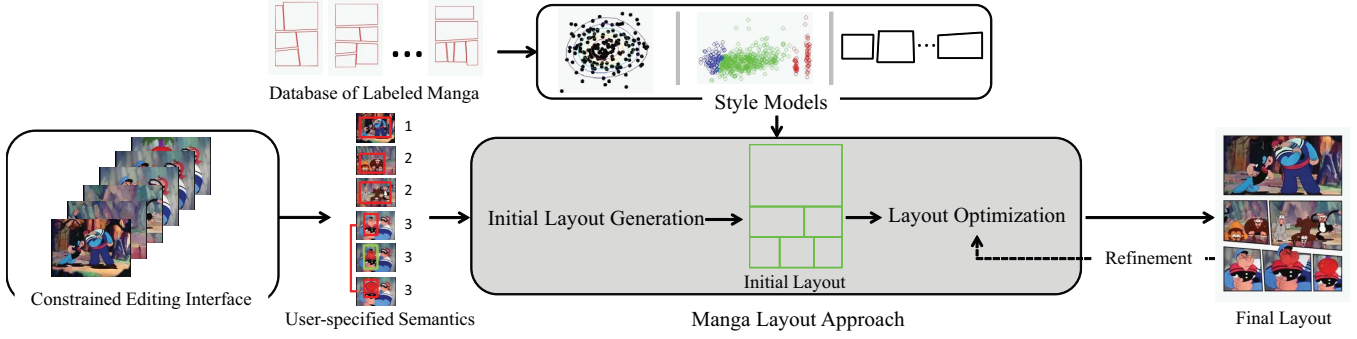 Database of Labeled Manga
Style Models
1
2
2
3
3
3
Constrained Editing Interface
User-specified Semantics
Initial Layout Generation
Initial Layout
Layout Optimization
Manga Layout Approach
Refinement
Final Layout